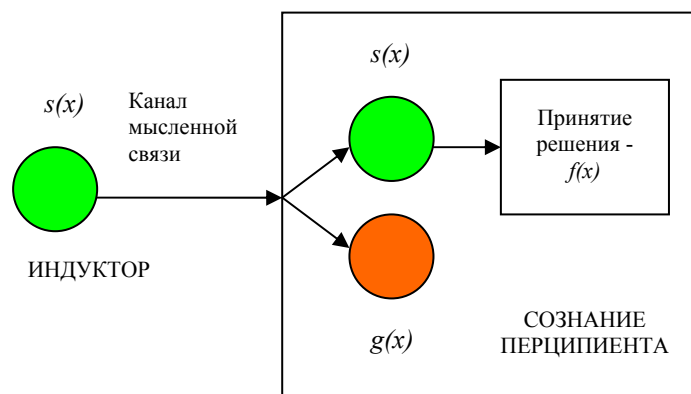 s(x)
Канал
мысленной
связи
ИНДУКТОР
s(x)
Принятие
решения -
f(x)
g(x)
СОЗНАНИЕ
ПЕРЦИПИЕНТА